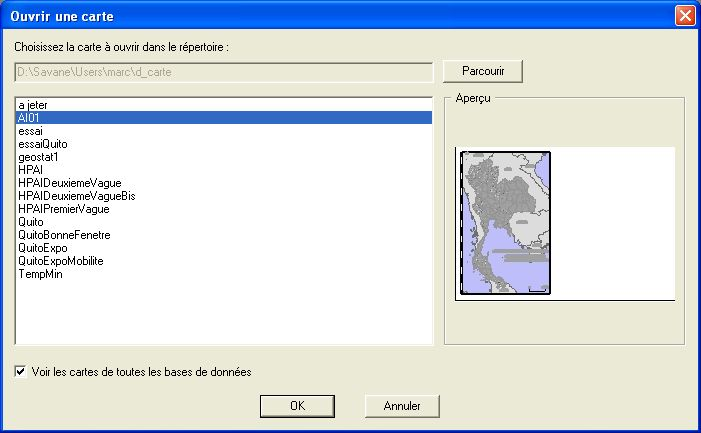 Ouvrir une carte
Choisissez la carte à ouvrir dans le répertoire :
D:\Savane\Users\marc\d_carte
Parcourir
a jeter
AI01
essai
essaiQuito
geostat1
HPAI
HPAIDeuxiemeVague
HPAIDeuxiemeVagueBis
HPAIPremierVague
Quito
QuitoBonneFenetre
QuitoExpo
QuitoExpoMobilite
TempMin
Aperçu
Voir les cartes de toutes les bases de données
OK
Annuler